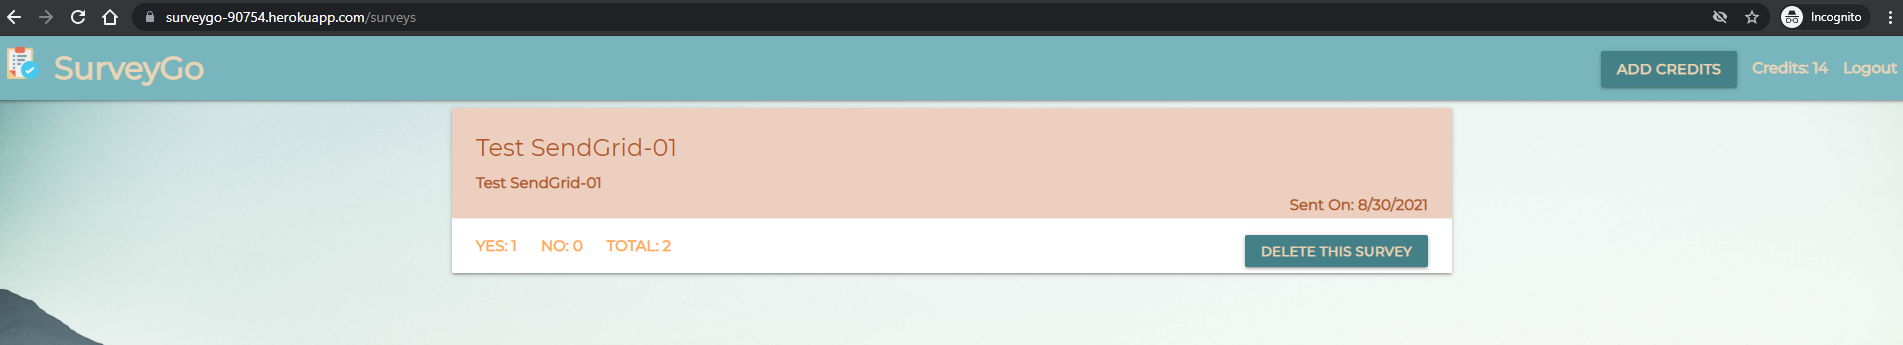 surveygo-90754.herokuapp.com/surveys
Incognito
SurveyGo
ADD CREDITS
Credits: 14
Logout
Test SendGrid-01
Test SendGrid-01
Sent On: 8/30/2021
YES: 1 NO: 0 TOTAL: 2
DELETE THIS SURVEY